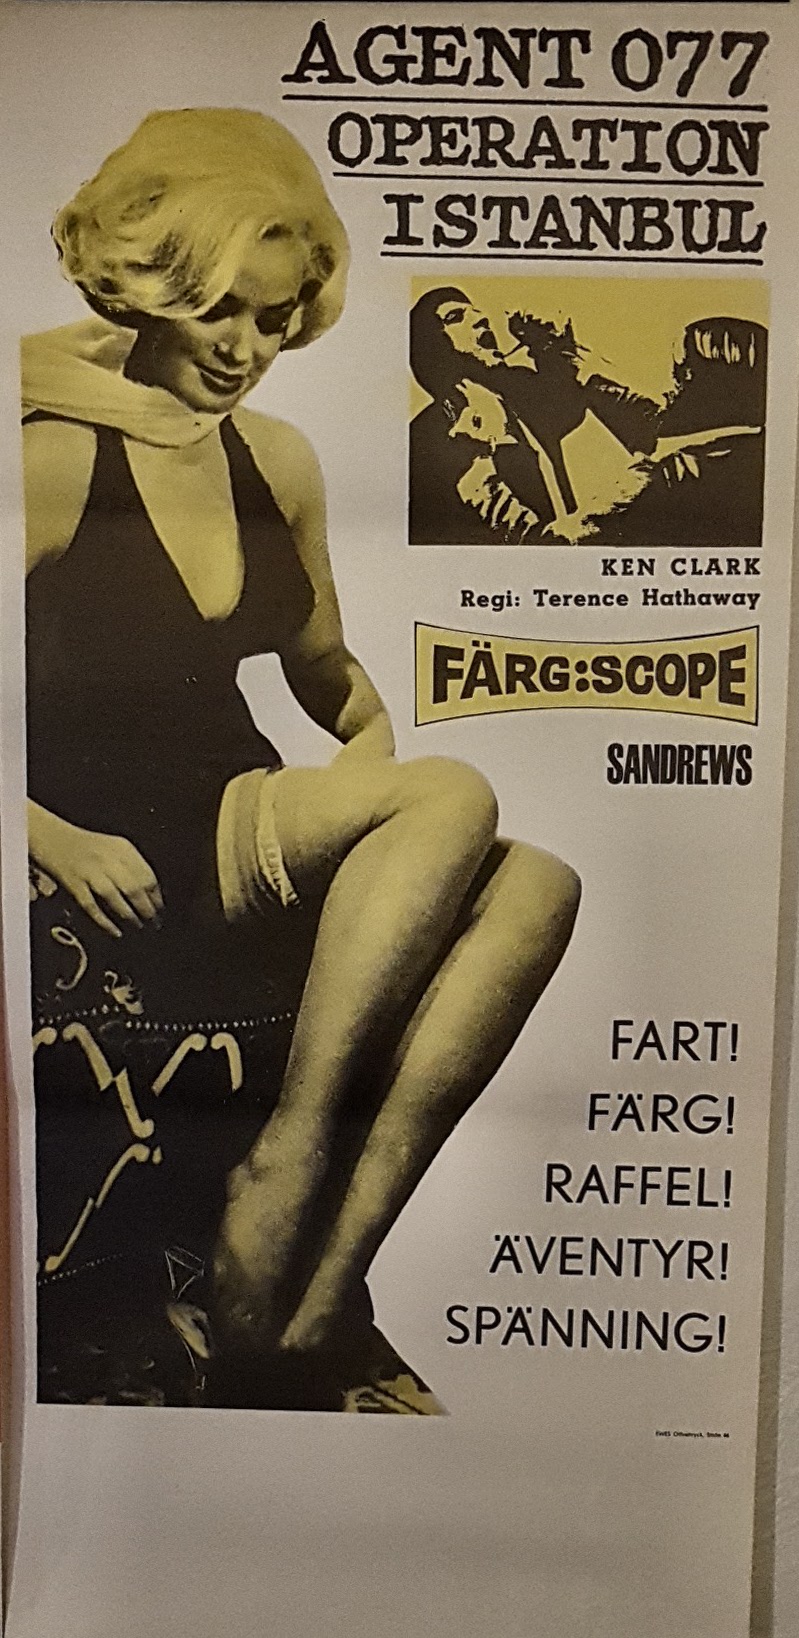 AGENT 077
OPERATION
ISTANBUL
KEN CLARK
Regi: Terence Hathaway
FÄRG:SCOPE
SANDREWS
FART!
FÄRG!
RAFFEL!
ÄVENTYR!
SPÄNNING!